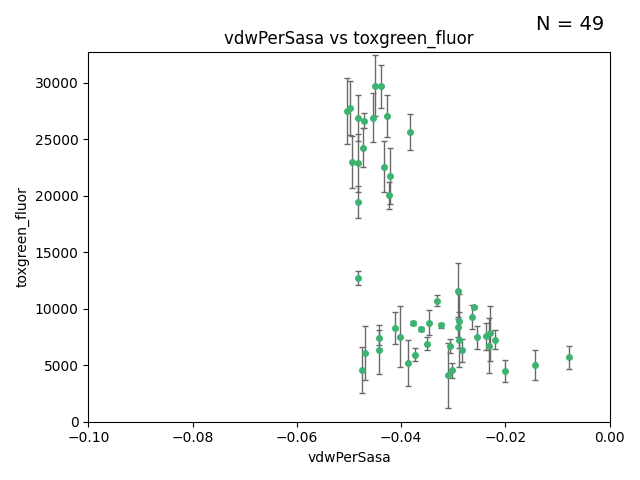 N = 49
vdwPerSasa vs toxgreen_fluor
30000
25000
20000
15000
10000
5000
0
toxgreen_fluor
−0.10 −0.08 −0.06 −0.04 −0.02 0.00
vdwPerSasa